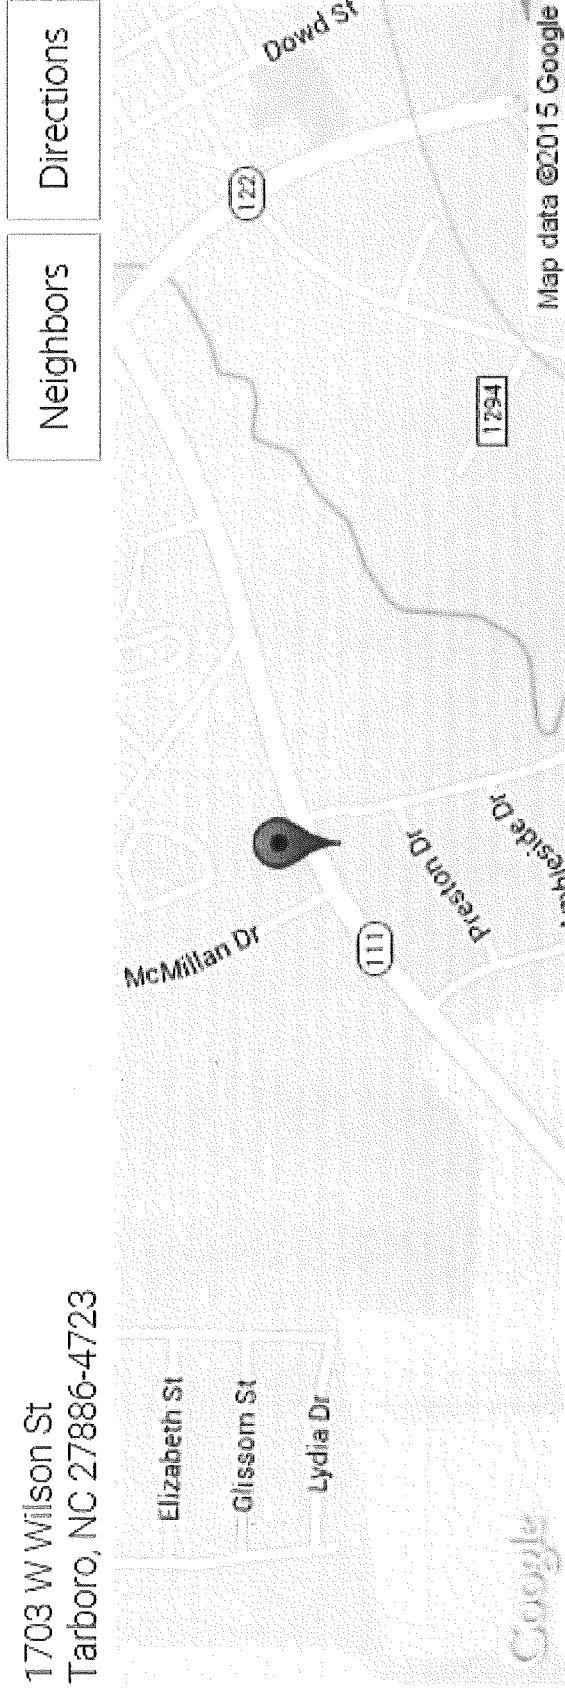 1703 W Wilson St
Tarboro, NC 27886-4723
Neighbors
Directions
Elizabeth St
Glissom St
Lydia Dr
McMillan Dr
111
Preston Dr
122
Dowd St
1294
Google
Map data ©2015 Google